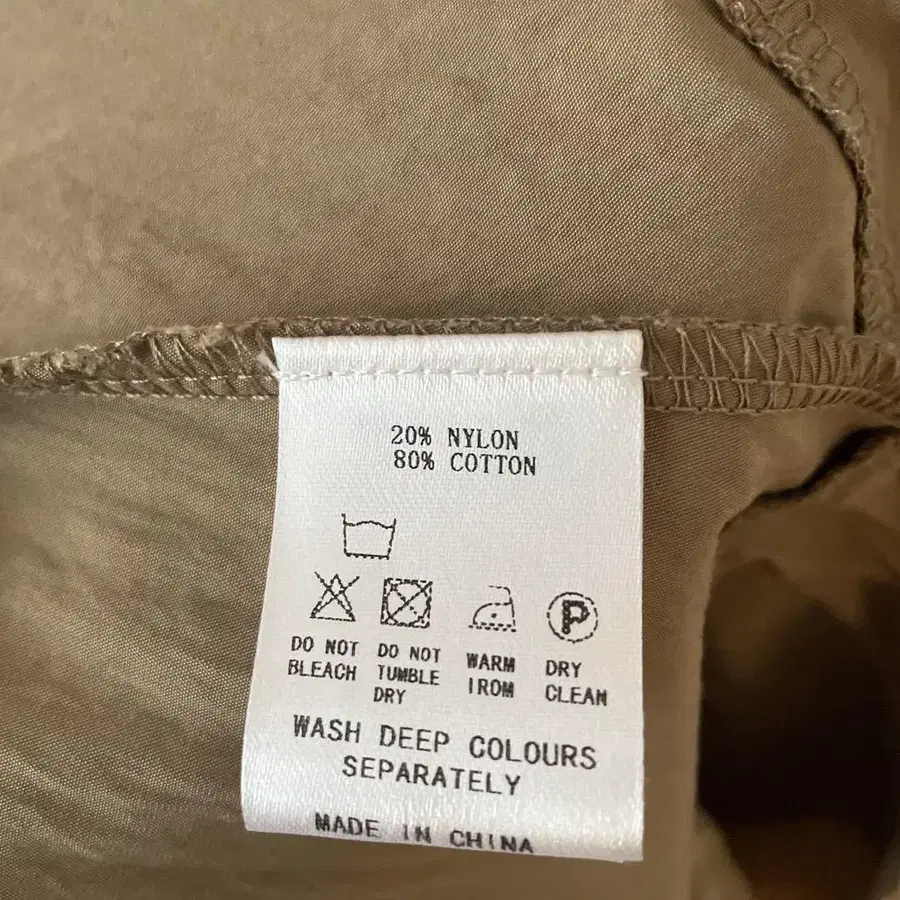 20% NYLON
80% COTTON
P
DO NOT
BLEACH
DO NOT
TUMBLE
DRY
WARM
IROM
DRY
CLEAN
WASH DEEP COLOURS
SEPARATELY
MADE IN CHINA